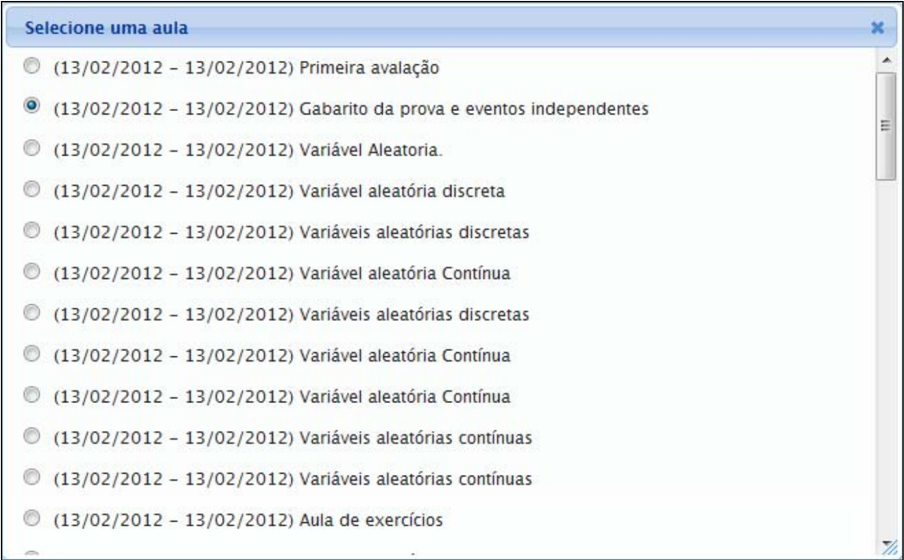 Selecione uma aula
(13/02/2012 – 13/02/2012) Primeira avalação
(13/02/2012 – 13/02/2012) Gabarito da prova e eventos independentes
(13/02/2012 – 13/02/2012) Variável Aleatoria.
(13/02/2012 – 13/02/2012) Variável aleatória discreta
(13/02/2012 – 13/02/2012) Variáveis aleatórias discretas
(13/02/2012 – 13/02/2012) Variável aleatória Contínua
(13/02/2012 – 13/02/2012) Variáveis aleatórias discretas
(13/02/2012 – 13/02/2012) Variável aleatória Contínua
(13/02/2012 – 13/02/2012) Variável aleatória Contínua
(13/02/2012 – 13/02/2012) Variáveis aleatórias contínuas
(13/02/2012 – 13/02/2012) Variáveis aleatórias contínuas
(13/02/2012 – 13/02/2012) Aula de exercícios